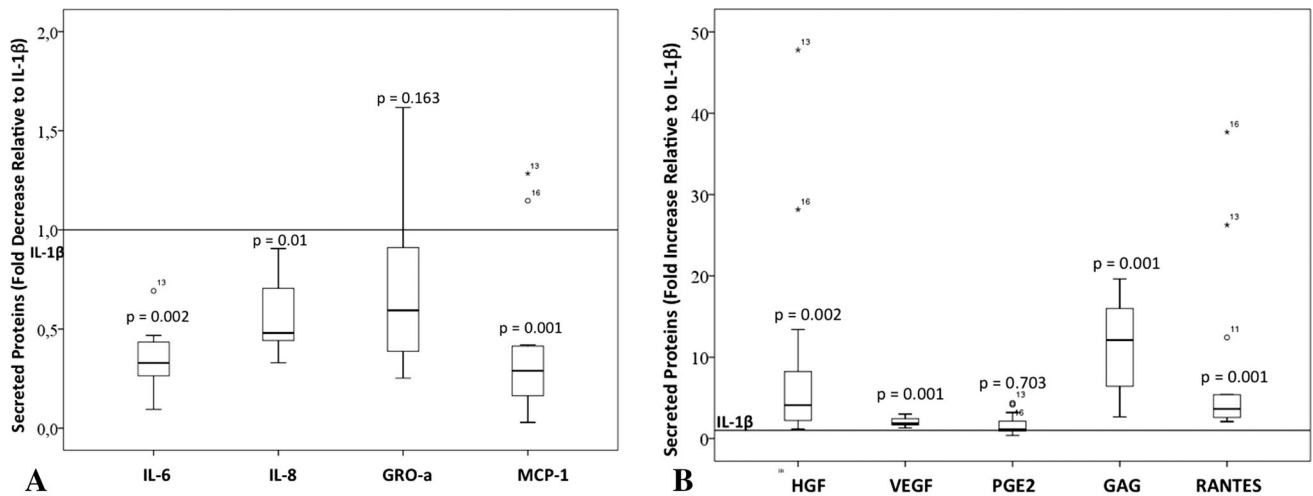 Secreted Proteins (Fold Decrease Relative to IL-1β)
2,0
1,5
1,0
0,5
0,0
IL-1β
p = 0.002
13
p = 0.01
p = 0.163
p = 0.001
13
16
IL-6
IL-8
GRO-a
MCP-1
A
Secreted Proteins (Fold Increase Relative to IL-1β)
50
40
30
20
10
0
IL-1β
13
16
p = 0.002
p = 0.001
p = 0.703
13
16
p = 0.001
16
13
11
p = 0.001
HGF
VEGF
PGE2
GAG
RANTES
B